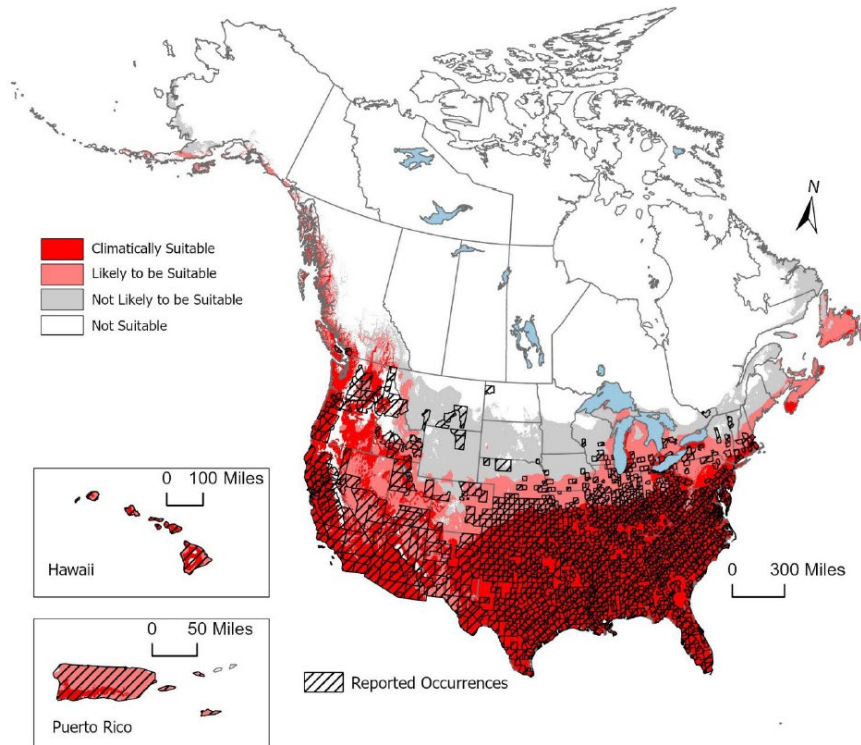 N
Climatically Suitable
Likely to be Suitable
Not Likely to be Suitable
Not Suitable
0 100 Miles
Hawaii
0 300 Miles
0 50 Miles
Reported Occurrences
Puerto Rico